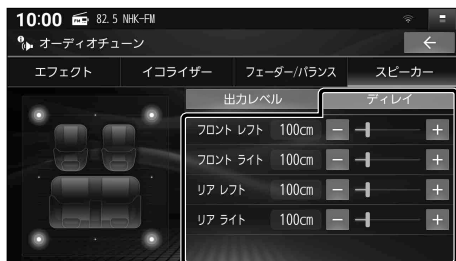 10:00 FM 82.5 NHK-FM
オーディオチューン
エフェクト イコライザー フェーダー/バランス スピーカー
出力レベル ディレイ
フロント レフト 100cm − +
フロント ライト 100cm − +
リア レフト 100cm − +
リア ライト 100cm − +